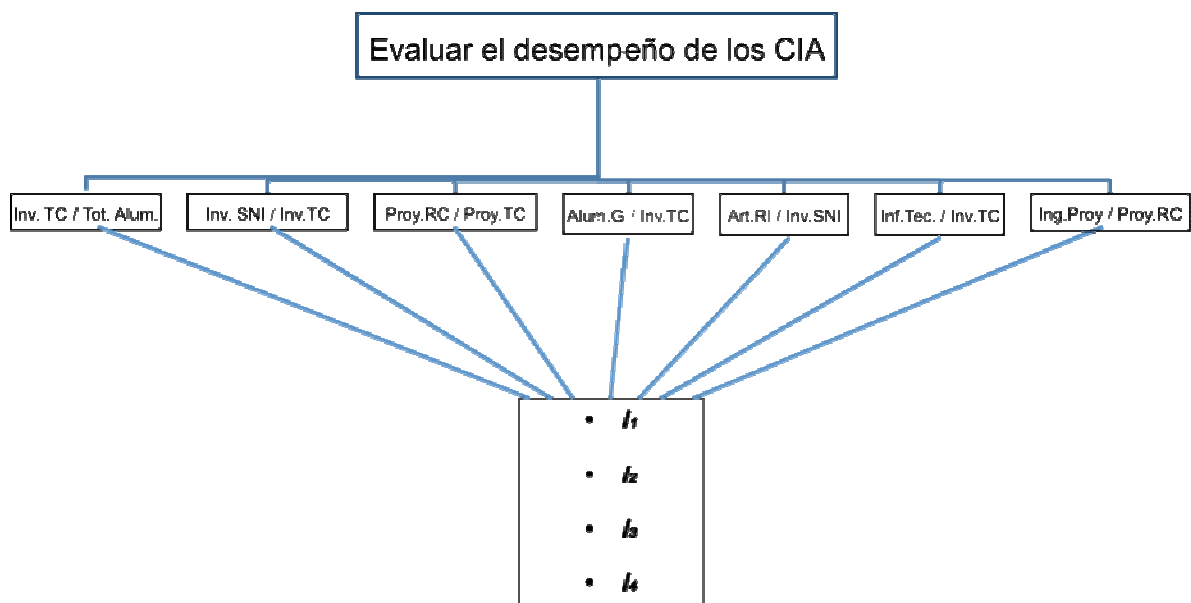 Evaluar el desempeño de los CIA
Inv. TC / Tot. Alum.
Inv. SNI / Inv.TC
Proy.RC / Proy.TC
Alum.G / Inv.TC
Art.RI / Inv.SNI
Inf.Tec. / Inv.TC
Ing.Proy / Proy.RC
• I₁
• I₂
• I₃
• I₄